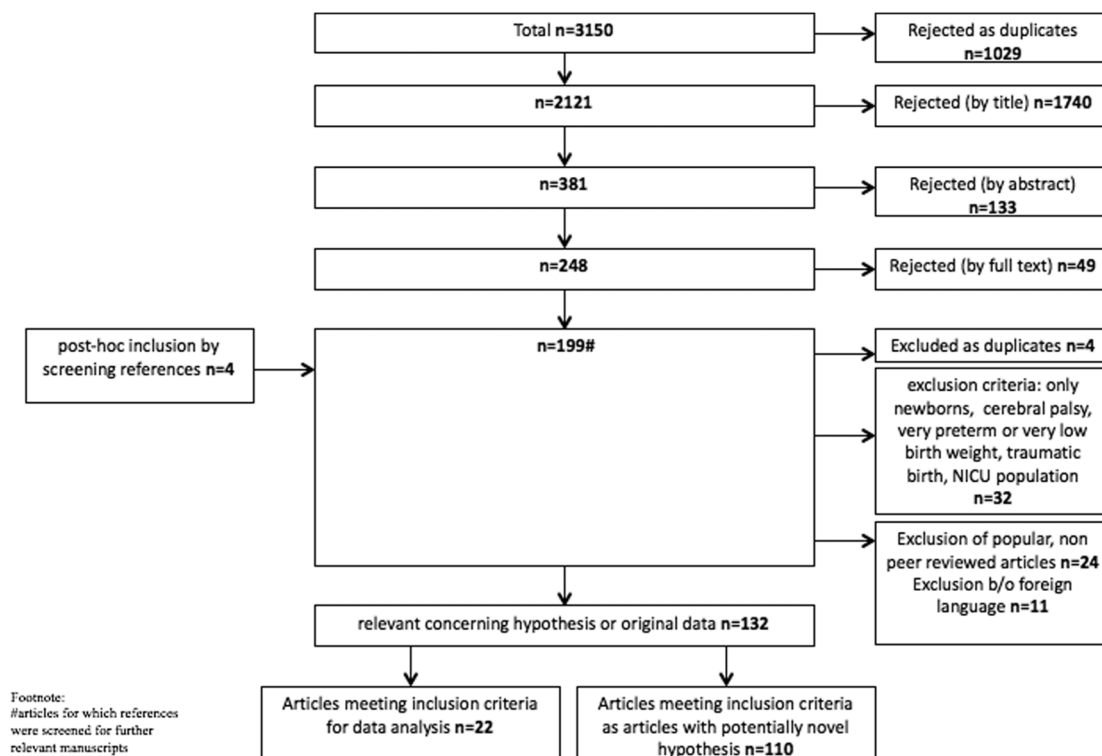 Total n=3150
Rejected as duplicates
n=1029
n=2121
Rejected (by title) n=1740
n=381
Rejected (by abstract)
n=133
n=248
Rejected (by full text) n=49
post-hoc inclusion by
screening references n=4
n=199#
Excluded as duplicates n=4
exclusion criteria: only
newborns, cerebral palsy,
very preterm or very low
birth weight, traumatic
birth, NICU population
n=32
Exclusion of popular, non
peer reviewed articles n=24
Exclusion b/o foreign
language n=11
relevant concerning hypothesis or original data n=132
Articles meeting inclusion criteria
for data analysis n=22
Articles meeting inclusion criteria
as articles with potentially novel
hypothesis n=110
Footnote:
#articles for which references
were screened for further
relevant manuscripts